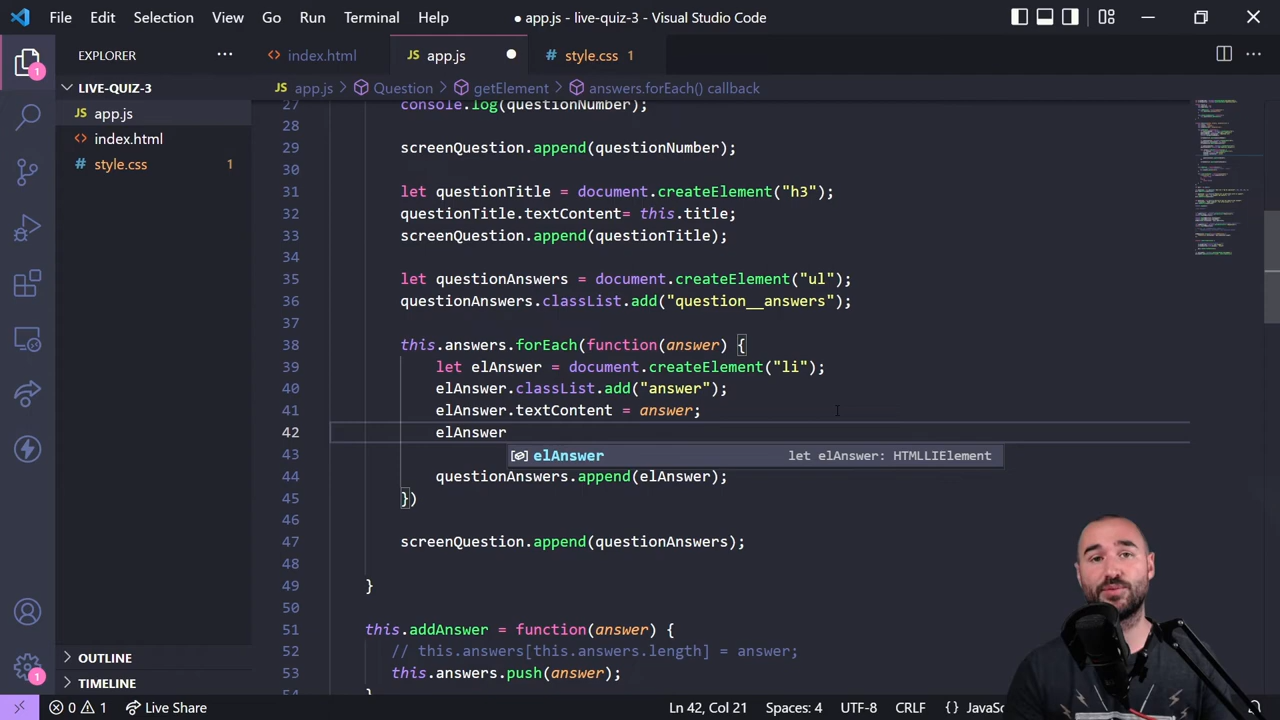 File Edit Selection View Go Run Terminal Help
● app.js - live-quiz-3 - Visual Studio Code
EXPLORER ···
<> index.html
JS app.js ●
# style.css 1
1
LIVE-QUIZ-3
JS app.js
<> index.html
# style.css 1
JS app.js > Question > getElement > answers.forEach() callback
27 console.log(questionNumber);
28
29 screenQuestion.append(questionNumber);
30
31 let questionTitle = document.createElement("h3");
32 questionTitle.textContent= this.title;
33 screenQuestion.append(questionTitle);
34
35 let questionAnswers = document.createElement("ul");
36 questionAnswers.classList.add("question__answers");
37
38 this.answers.forEach(function(answer) {
39 let elAnswer = document.createElement("li");
40 elAnswer.classList.add("answer");
41 elAnswer.textContent = answer;
42 elAnswer
43 elAnswer let elAnswer: HTMLLIElement
44 questionAnswers.append(elAnswer);
45 })
46
47 screenQuestion.append(questionAnswers);
48
49 }
50
51 this.addAnswer = function(answer) {
52 // this.answers[this.answers.length] = answer;
53 this.answers.push(answer);
54 }
OUTLINE
TIMELINE
1
0 1 Live Share
Ln 42, Col 21 Spaces: 4 UTF-8 CRLF {} JavaSc